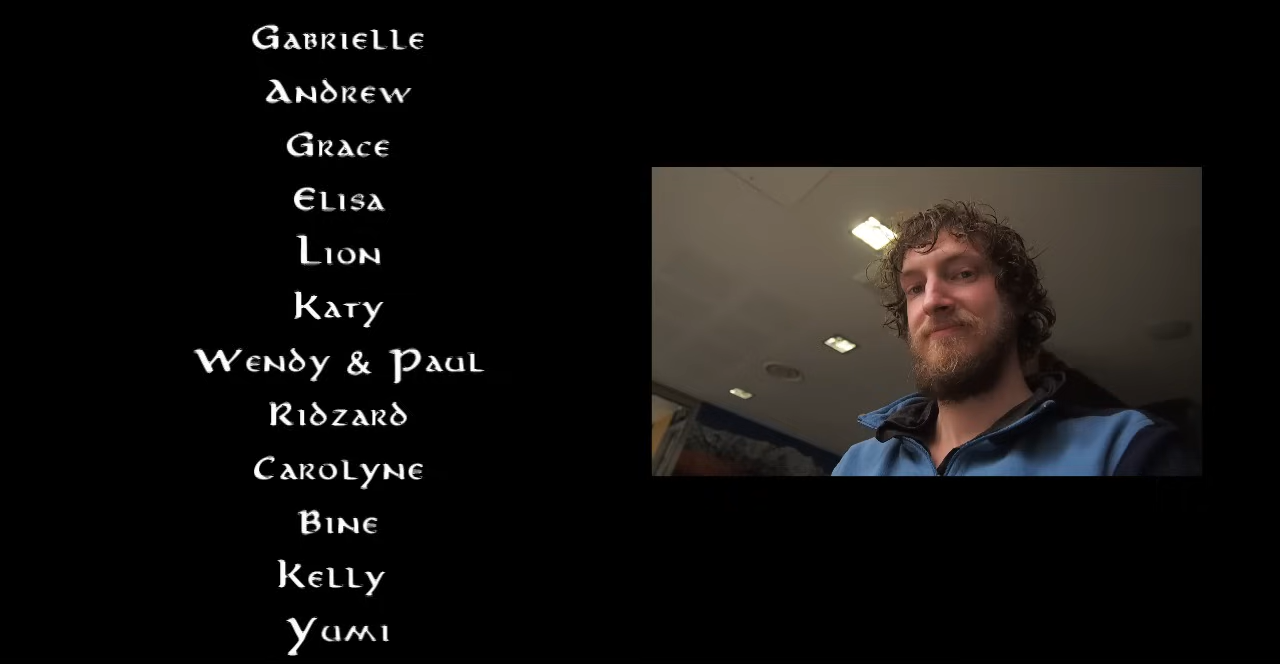 Gabrielle
Andrew
Grace
Elisa
Lion
Katy
Wendy & Paul
Ridzard
Carolyne
Bine
Kelly
Yumi